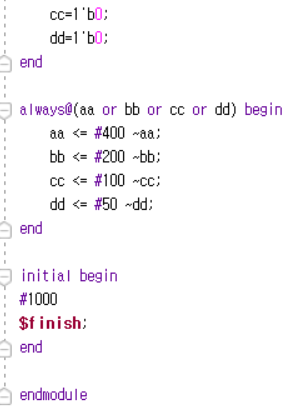 cc=1'b0;
dd=1'b0;
end
always@(aa or bb or cc or dd) begin
aa <= #400 ~aa;
bb <= #200 ~bb;
cc <= #100 ~cc;
dd <= #50 ~dd;
end
initial begin
#1000
$finish;
end
endmodule